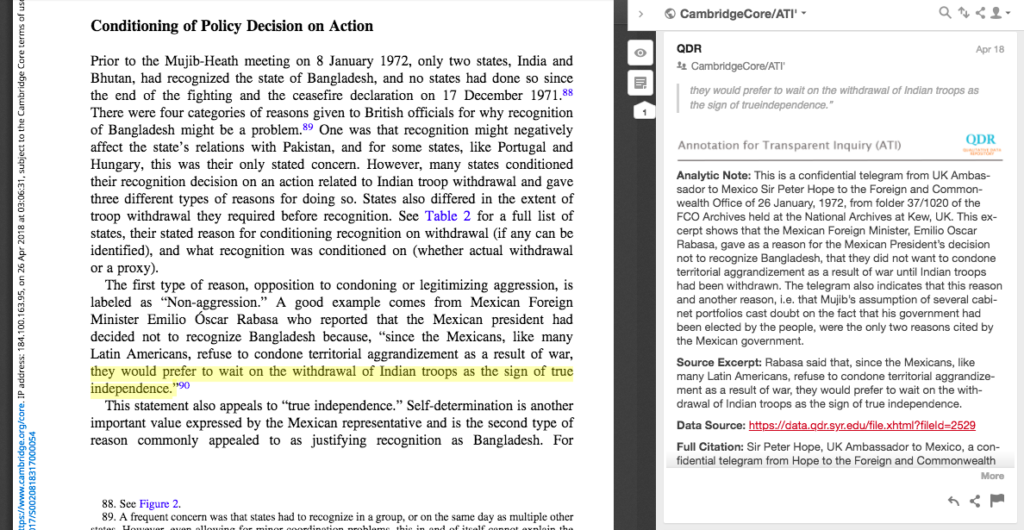 Conditioning of Policy Decision on Action
Prior to the Mujib-Heath meeting on 8 January 1972, only two states, India and
Bhutan, had recognized the state of Bangladesh, and no states had done so since
the end of the fighting and the ceasefire declaration on 17 December 1971.88
There were four categories of reasons given to British officials for why recognition
of Bangladesh might be a problem.89 One was that recognition might negatively
affect the state's relations with Pakistan, and for some states, like Portugal and
Hungary, this was their only stated concern. However, many states conditioned
their recognition decision on an action related to Indian troop withdrawal and gave
three different types of reasons for doing so. States also differed in the extent of
troop withdrawal they required before recognition. See Table 2 for a full list of
states, their stated reason for conditioning recognition on withdrawal (if any can be
identified), and what recognition was conditioned on (whether actual withdrawal
or a proxy).
The first type of reason, opposition to condoning or legitimizing aggression, is
labeled as “Non-aggression.” A good example comes from Mexican Foreign
Minister Emilio Óscar Rabasa who reported that the Mexican president had
decided not to recognize Bangladesh because, “since the Mexicans, like many
Latin Americans, refuse to condone territorial aggrandizement as a result of war,
they would prefer to wait on the withdrawal of Indian troops as the sign of true
independence.”90
This statement also appeals to “true independence.” Self-determination is another
important value expressed by the Mexican representative and is the second type of
reason commonly appealed to as justifying recognition as Bangladesh. For
88. See Figure 2.
89. A frequent concern was that states had to recognize in a group, or on the same day as multiple other
states. However, even allowing for minor coordination problems, this in and of itself cannot explain the
ttps://www.cambridge.org/core. IP address: 184.100.163.95, on 26 Apr 2018 at 03:06:31, subject to the Cambridge Core terms of use
17/S0020818317000054
CambridgeCore/ATI'
1
QDR
Apr 18
CambridgeCore/ATI'
they would prefer to wait on the withdrawal of Indian troops as
the sign of trueindependence.”
Annotation for Transparent Inquiry (ATI)
QDR
Analytic Note: This is a confidential telegram from UK Ambas-
sador to Mexico Sir Peter Hope to the Foreign and Common-
wealth Office of 26 January, 1972, from folder 37/1020 of the
FCO Archives held at the National Archives at Kew, UK. This ex-
cerpt shows that the Mexican Foreign Minister, Emilio Oscar
Rabasa, gave as a reason for the Mexican President's decision
not to recognize Bangladesh, that they did not want to condone
territorial aggrandizement as a result of war until Indian troops
had been withdrawn. The telegram also indicates that this reason
and another reason, i.e. that Mujib's assumption of several cabi-
net portfolios cast doubt on the fact that his government had
been elected by the people, were the only two reasons cited by
the Mexican government.
Source Excerpt: Rabasa said that, since the Mexicans, like
many Latin Americans, refuse to condone territorial aggrandize-
ment as a result of war, they would prefer to wait on the with-
drawal of Indian troops as the sign of true independence.
Data Source: https://data.qdr.syr.edu/file.xhtml?fileId=2529
Full Citation: Sir Peter Hope, UK Ambassador to Mexico, a con-
fidential telegram from Hope to the Foreign and Commonwealth
More